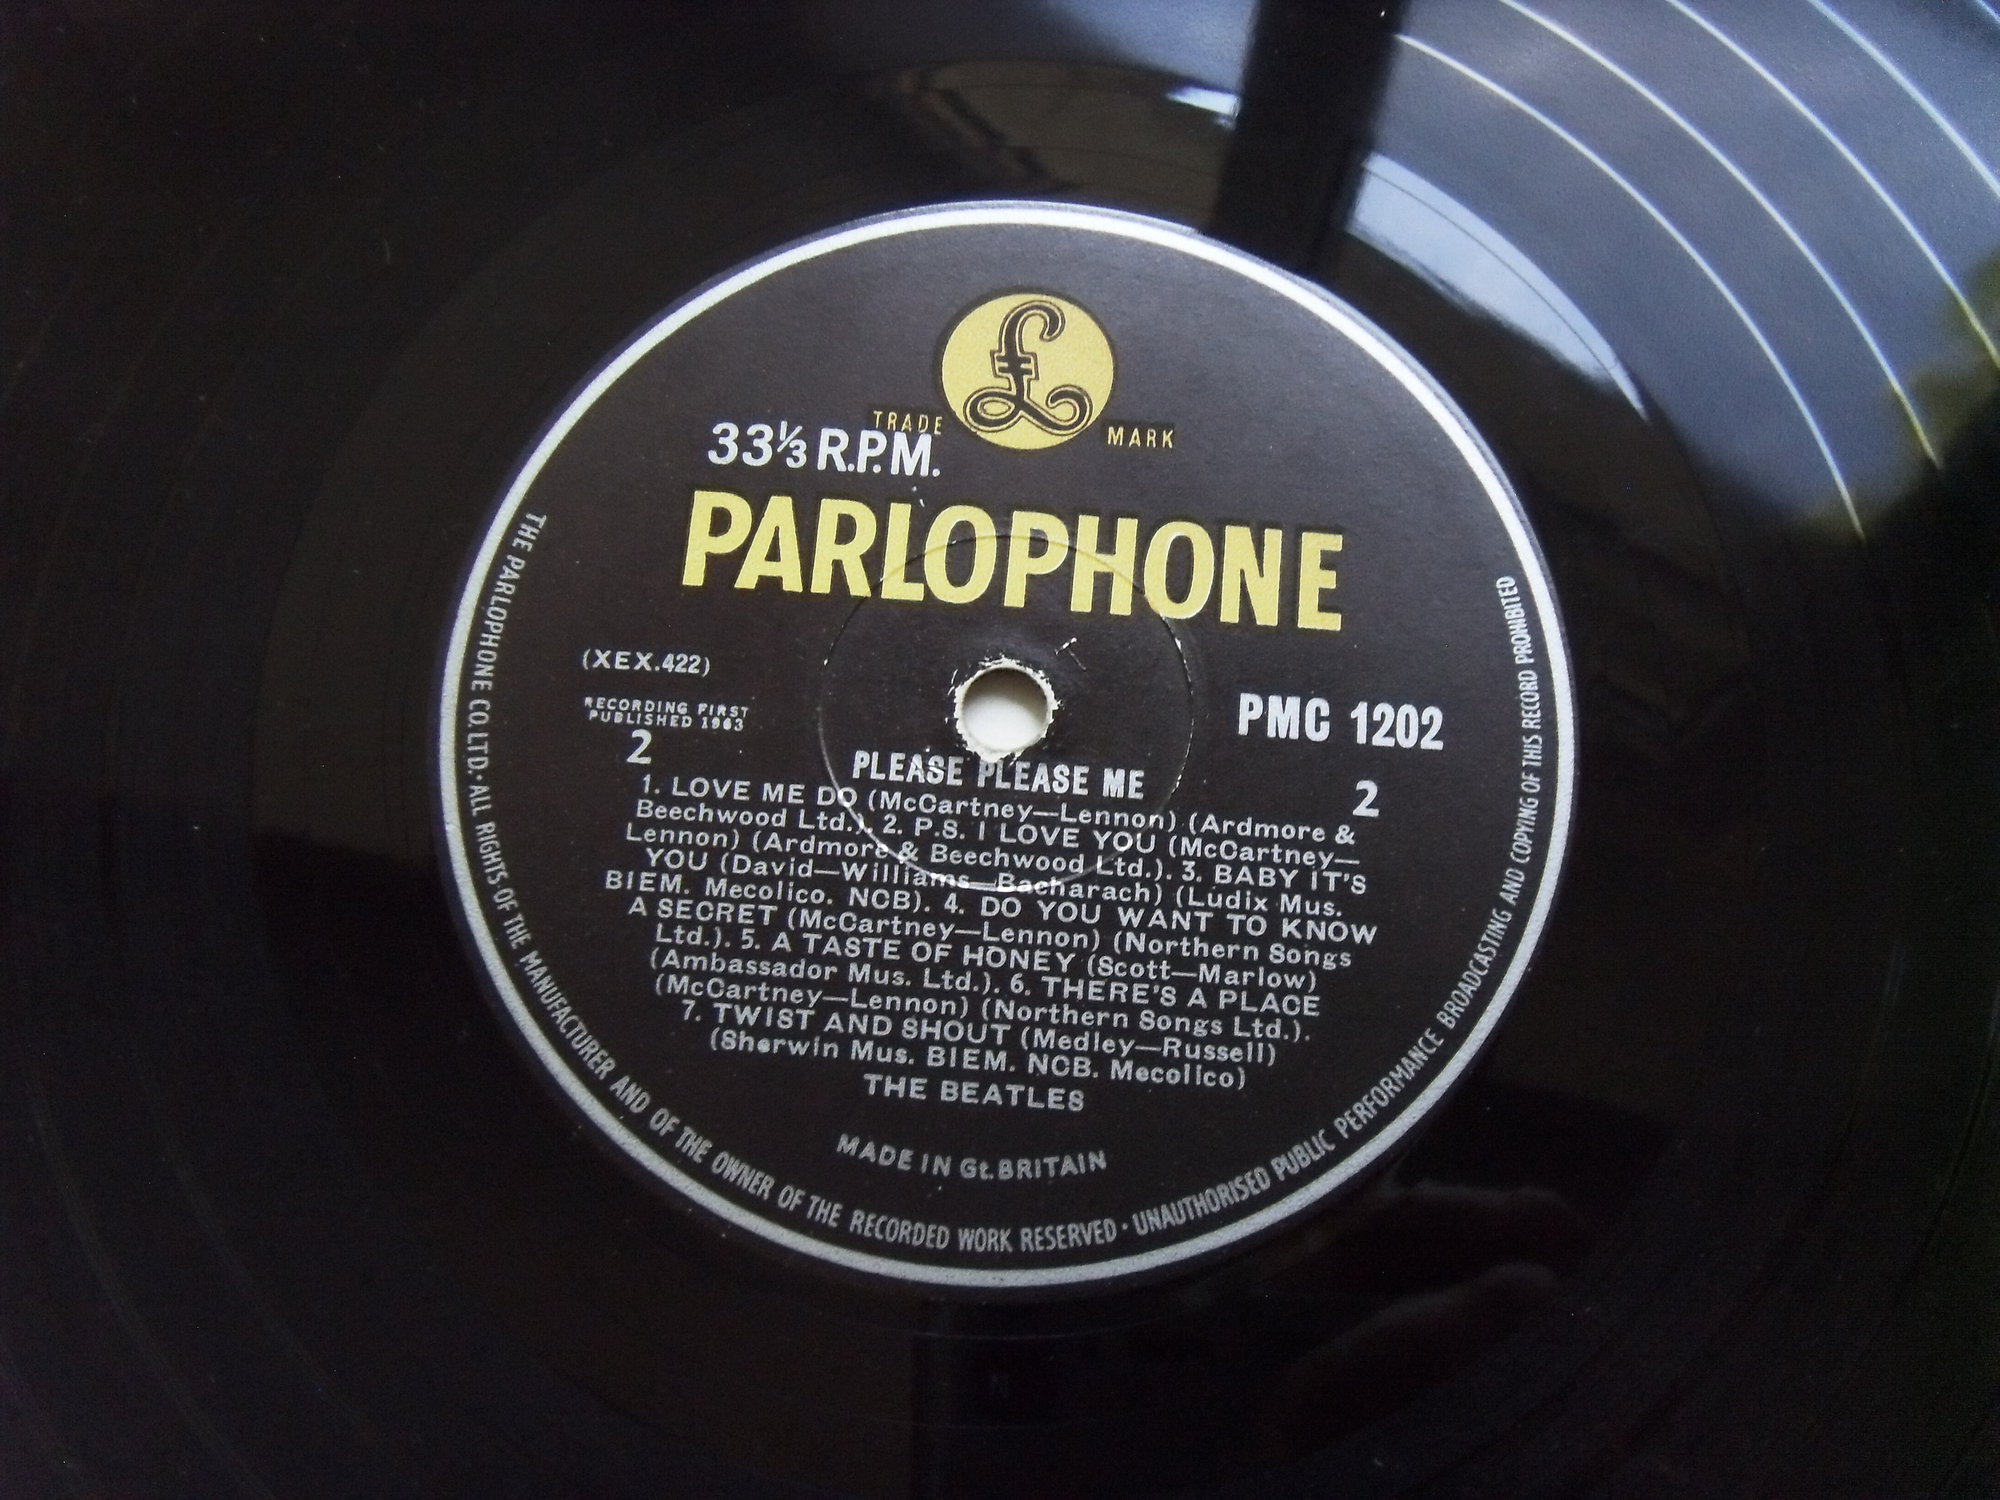 £
TRADE MARK
33⅓ R.P.M.
PARLOPHONE
(XEX.422)
RECORDING FIRST
PUBLISHED 1963
PMC 1202
2
2
PLEASE PLEASE ME
1. LOVE ME DO (McCartney—Lennon) (Ardmore &
Beechwood Ltd.). 2. P.S. I LOVE YOU (McCartney—
Lennon) (Ardmore & Beechwood Ltd.). 3. BABY IT'S
YOU (David—Williams—Bacharach) (Ludix Mus.
BIEM. Mecolico. NCB). 4. DO YOU WANT TO KNOW
A SECRET (McCartney—Lennon) (Northern Songs
Ltd.). 5. A TASTE OF HONEY (Scott—Marlow)
(Ambassador Mus. Ltd.). 6. THERE'S A PLACE
(McCartney—Lennon) (Northern Songs Ltd.).
7. TWIST AND SHOUT (Medley—Russell)
(Sherwin Mus. BIEM. NCB. Mecolico)
THE BEATLES
MADE IN Gt. BRITAIN
THE PARLOPHONE CO. LTD. · ALL RIGHTS OF THE MANUFACTURER AND OF THE OWNER OF THE RECORDED WORK RESERVED · UNAUTHORISED PUBLIC PERFORMANCE BROADCASTING AND COPYING OF THIS RECORD PROHIBITED